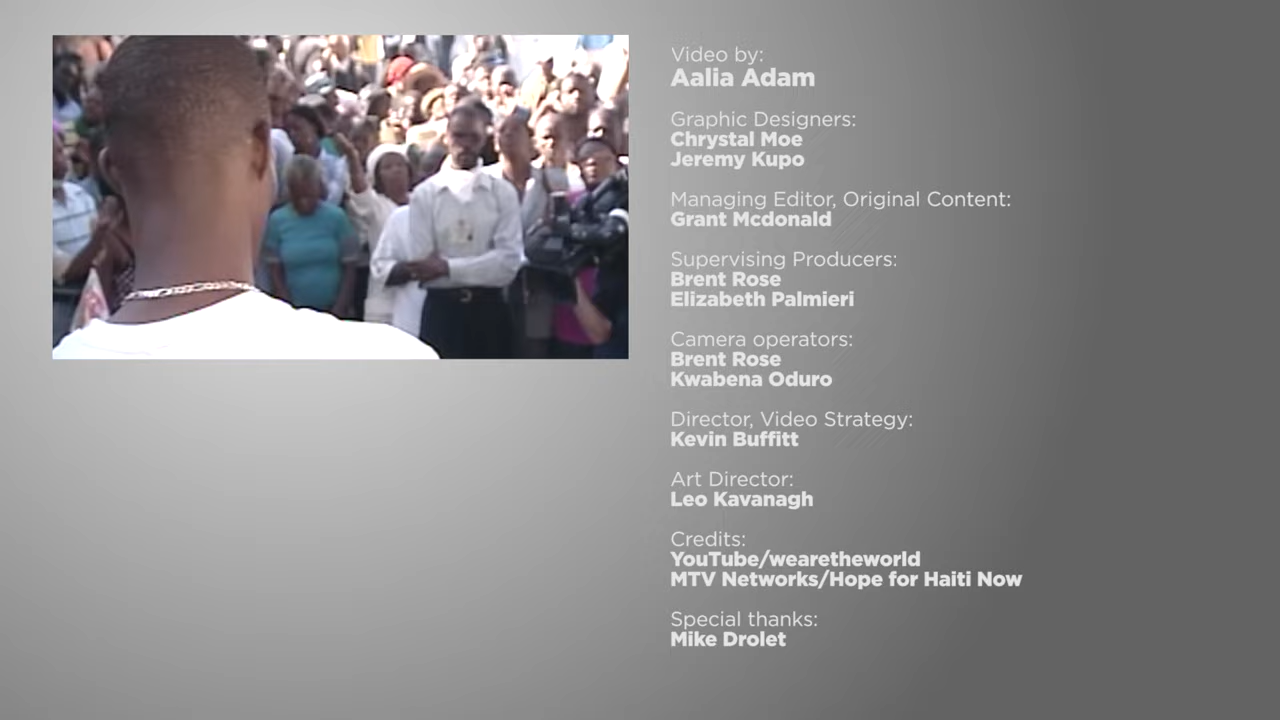 Video by:
Aalia Adam
Graphic Designers:
Chrystal Moe
Jeremy Kupo
Managing Editor, Original Content:
Grant Mcdonald
Supervising Producers:
Brent Rose
Elizabeth Palmieri
Camera operators:
Brent Rose
Kwabena Oduro
Director, Video Strategy:
Kevin Buffitt
Art Director:
Leo Kavanagh
Credits:
YouTube/wearetheworld
MTV Networks/Hope for Haiti Now
Special thanks:
Mike Drolet